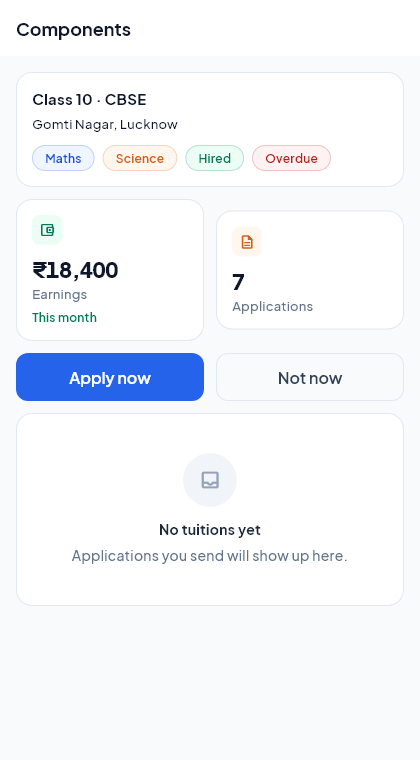 Components
Class 10 · CBSE
Gomti Nagar, Lucknow
Maths Science Hired Overdue
₹18,400
Earnings
This month
7
Applications
Apply now Not now
No tuitions yet
Applications you send will show up here.